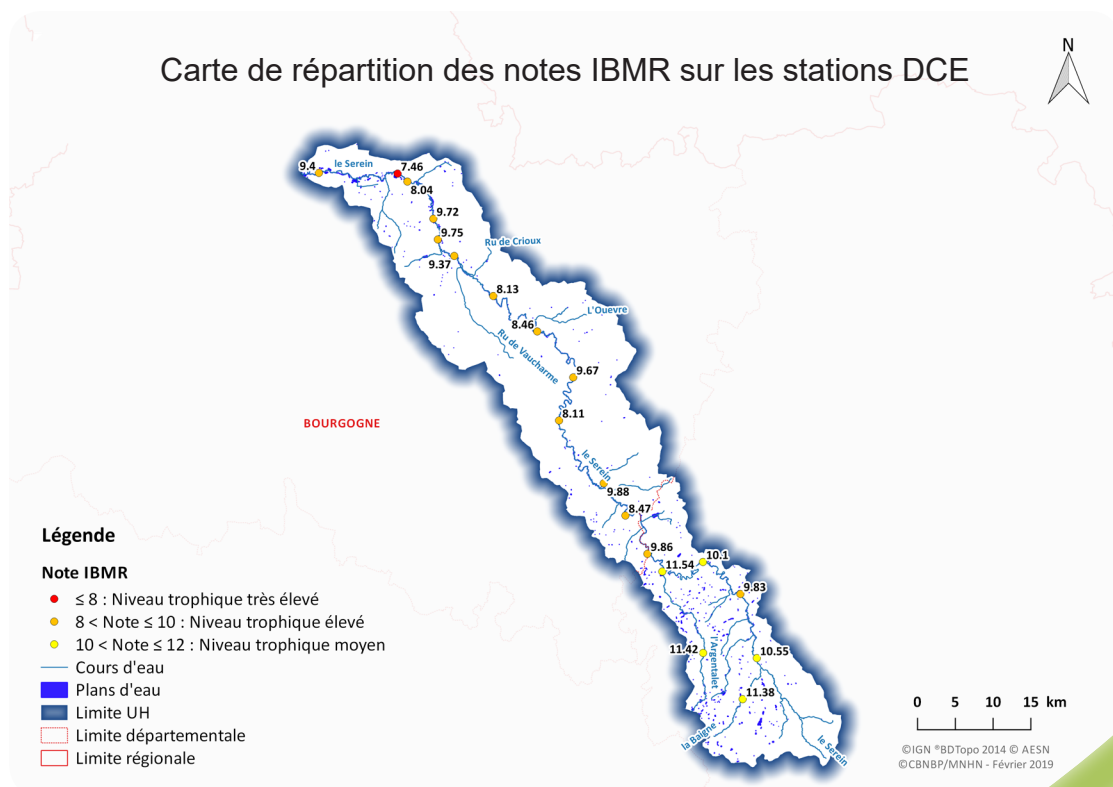 Carte de répartition des notes IBMR sur les stations DCE
N
9.4
le Serein
7.46
8.04
9.72
9.75
Ru de Crioux
9.37
8.13
L'Ouevre
8.46
Ru de Vaucharme
9.67
8.11
BOURGOGNE
le Serein
9.88
8.47
9.86
10.1
11.54
9.83
11.42
l'Argentalet
10.55
11.38
la Baigne
le Serein
Légende
Note IBMR
≤ 8 : Niveau trophique très élevé
8 < Note ≤ 10 : Niveau trophique élevé
10 < Note ≤ 12 : Niveau trophique moyen
Cours d'eau
Plans d'eau
Limite UH
Limite départementale
Limite régionale
0 5 10 15 km
©IGN ®BDTopo 2014 © AESN
©CBNBP/MNHN - Février 2019